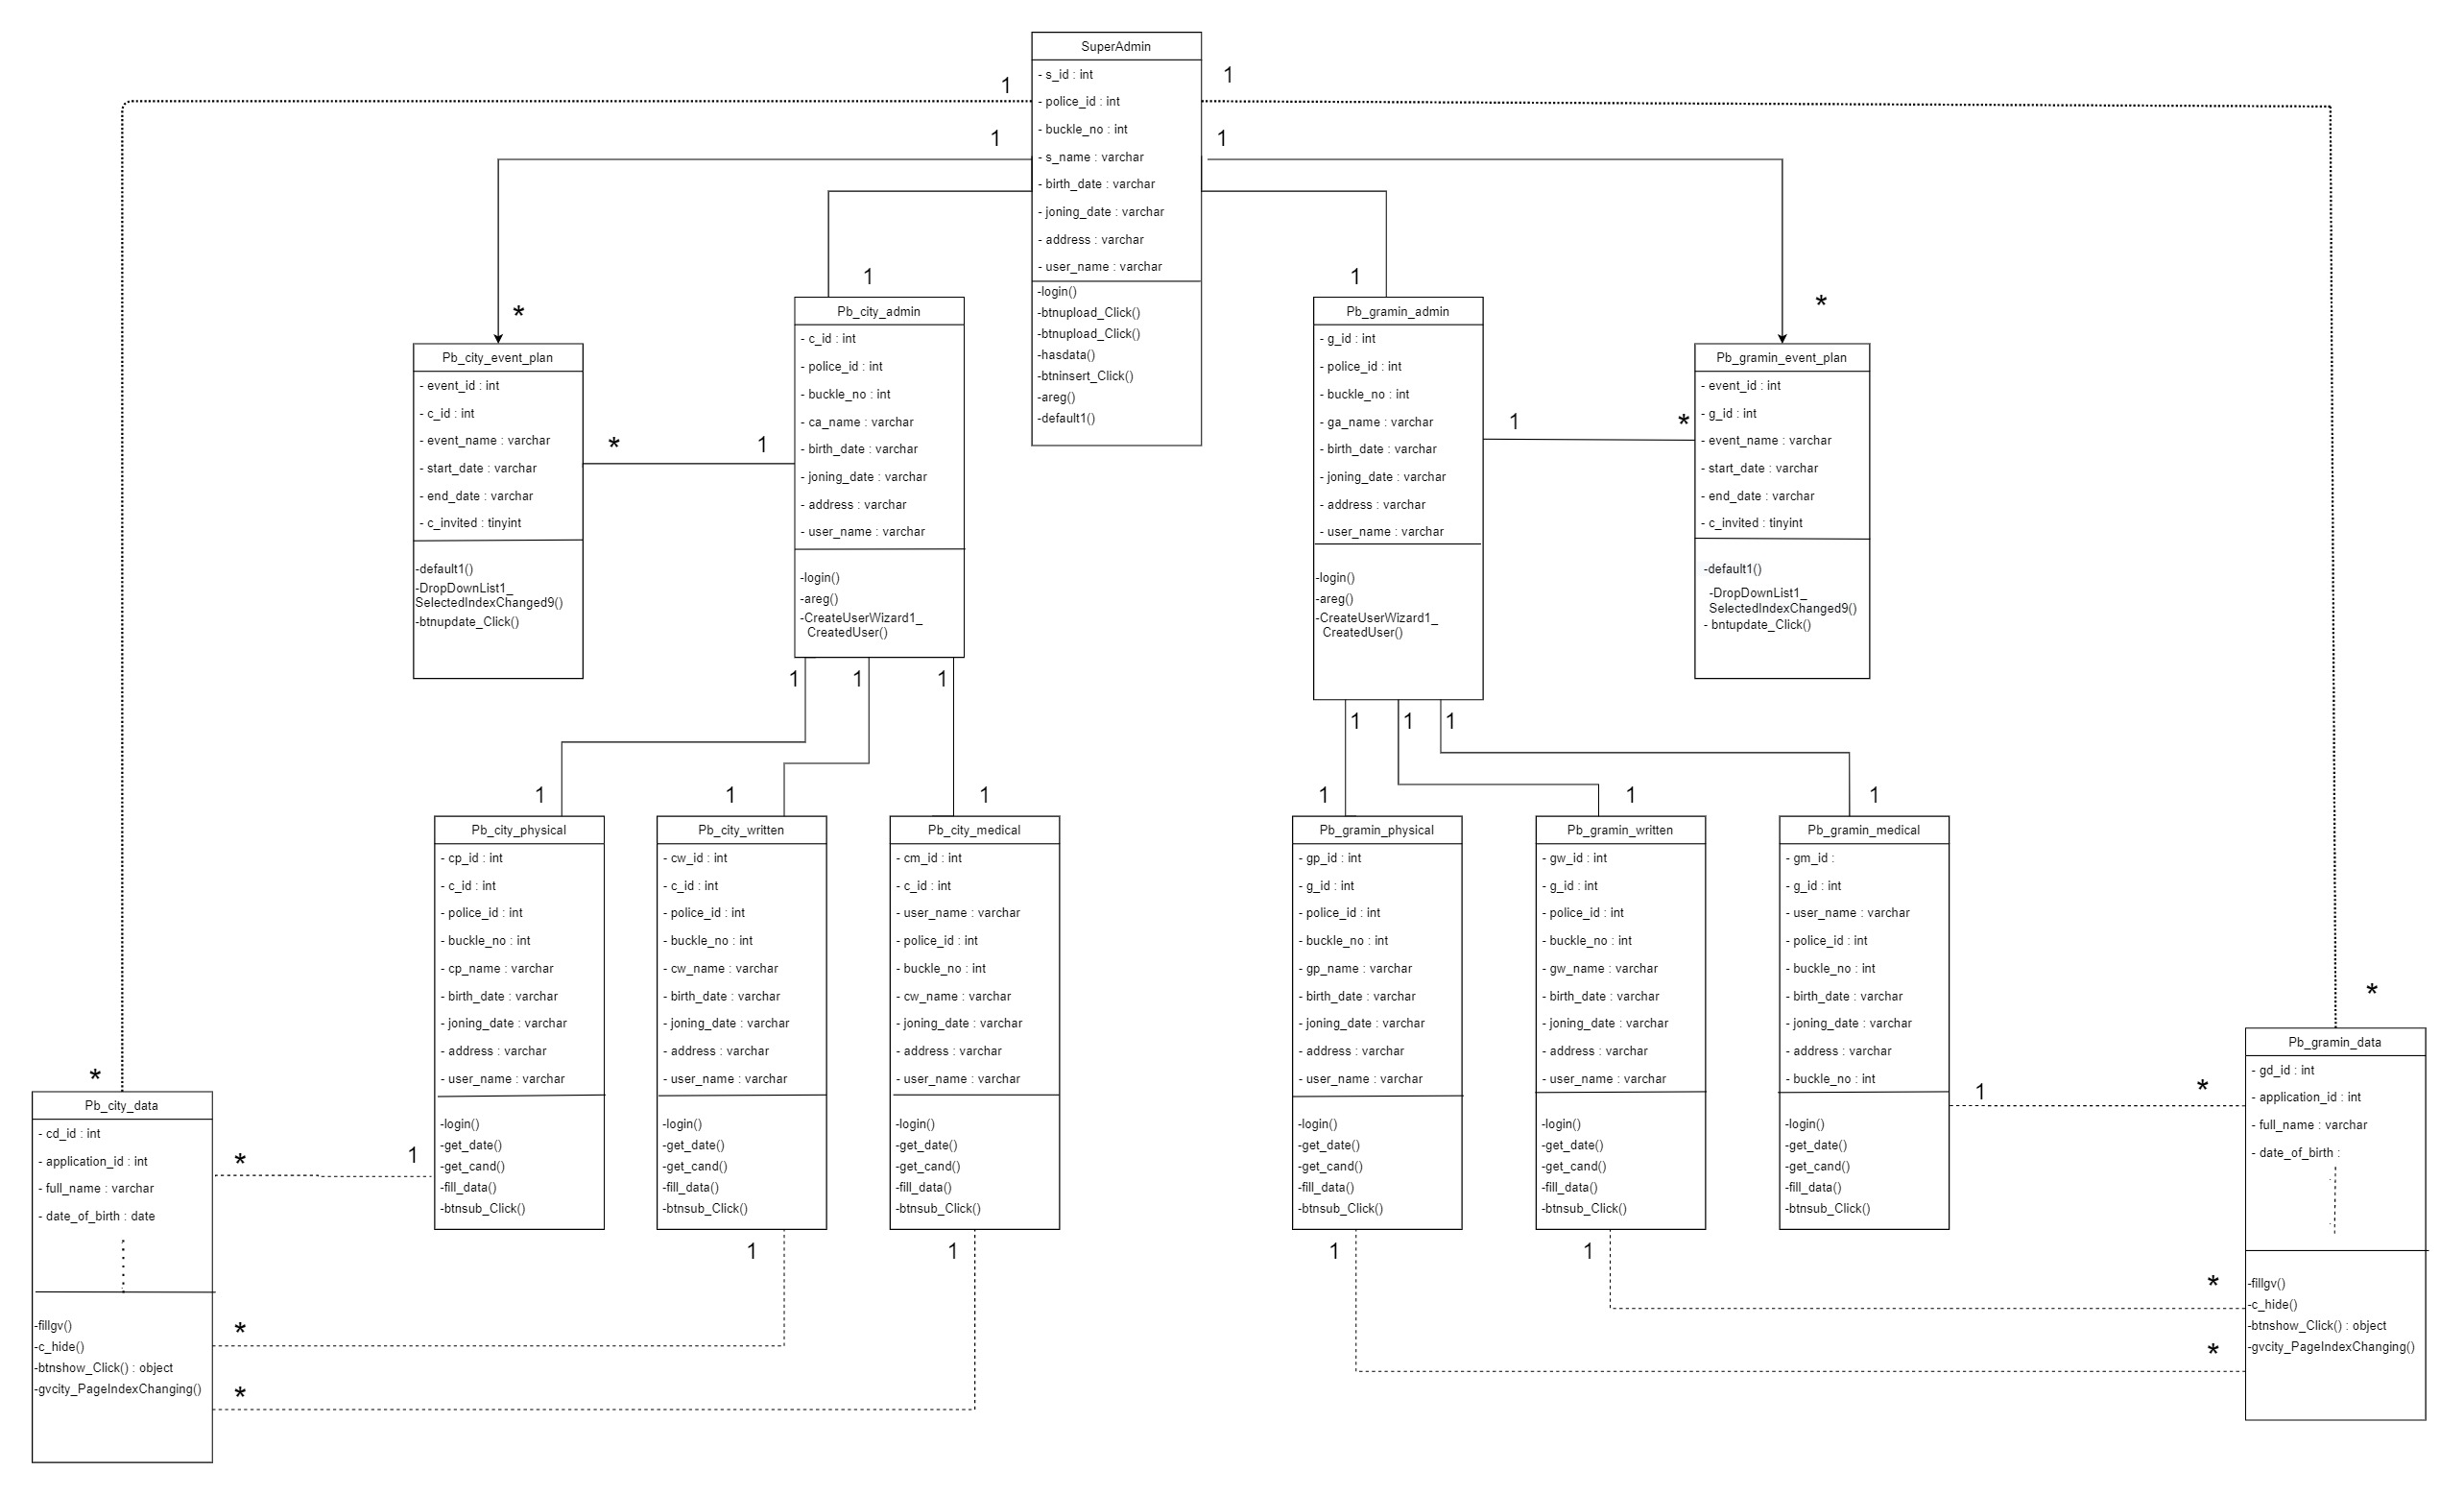 SuperAdmin
- s_id : int
- police_id : int
- buckle_no : int
- s_name : varchar
- birth_date : varchar
- joning_date : varchar
- address : varchar
- user_name : varchar
-login()
-btnupload_Click()
-btnupload_Click()
-hasdata()
-btninsert_Click()
-areg()
-default1()
1
1
1
1
1
1
*
*
Pb_city_event_plan
- event_id : int
- c_id : int
- event_name : varchar
- start_date : varchar
- end_date : varchar
- c_invited : tinyint
-default1()
-DropDownList1_
SelectedIndexChanged9()
-btnupdate_Click()
*
1
Pb_city_admin
- c_id : int
- police_id : int
- buckle_no : int
- ca_name : varchar
- birth_date : varchar
- joning_date : varchar
- address : varchar
- user_name : varchar
-login()
-areg()
-CreateUserWizard1_
CreatedUser()
Pb_gramin_admin
- g_id : int
- police_id : int
- buckle_no : int
- ga_name : varchar
- birth_date : varchar
- joning_date : varchar
- address : varchar
- user_name : varchar
-login()
-areg()
-CreateUserWizard1_
CreatedUser()
1
*
Pb_gramin_event_plan
- event_id : int
- g_id : int
- event_name : varchar
- start_date : varchar
- end_date : varchar
- c_invited : tinyint
-default1()
-DropDownList1_
SelectedIndexChanged9()
- bntupdate_Click()
1
1
1
1
1
1
1
1
1
1
1
1
Pb_city_physical
- cp_id : int
- c_id : int
- police_id : int
- buckle_no : int
- cp_name : varchar
- birth_date : varchar
- joning_date : varchar
- address : varchar
- user_name : varchar
-login()
-get_date()
-get_cand()
-fill_data()
-btnsub_Click()
Pb_city_written
- cw_id : int
- c_id : int
- police_id : int
- buckle_no : int
- cw_name : varchar
- birth_date : varchar
- joning_date : varchar
- address : varchar
- user_name : varchar
-login()
-get_date()
-get_cand()
-fill_data()
-btnsub_Click()
Pb_city_medical
- cm_id : int
- c_id : int
- user_name : varchar
- police_id : int
- buckle_no : int
- cw_name : varchar
- joning_date : varchar
- address : varchar
- user_name : varchar
-login()
-get_date()
-get_cand()
-fill_data()
-btnsub_Click()
Pb_gramin_physical
- gp_id : int
- g_id : int
- police_id : int
- buckle_no : int
- gp_name : varchar
- birth_date : varchar
- joning_date : varchar
- address : varchar
- user_name : varchar
-login()
-get_date()
-get_cand()
-fill_data()
-btnsub_Click()
Pb_gramin_written
- gw_id : int
- g_id : int
- police_id : int
- buckle_no : int
- gw_name : varchar
- birth_date : varchar
- joning_date : varchar
- address : varchar
- user_name : varchar
-login()
-get_date()
-get_cand()
-fill_data()
-btnsub_Click()
Pb_gramin_medical
- gm_id :
- g_id : int
- user_name : varchar
- police_id : int
- buckle_no : int
- birth_date : varchar
- joning_date : varchar
- address : varchar
- buckle_no : int
-login()
-get_date()
-get_cand()
-fill_data()
-btnsub_Click()
*
Pb_city_data
- cd_id : int
- application_id : int
- full_name : varchar
- date_of_birth : date
-fillgv()
-c_hide()
-btnshow_Click() : object
-gvcity_PageIndexChanging()
*
1
*
1
*
1
*
Pb_gramin_data
- gd_id : int
- application_id : int
- full_name : varchar
- date_of_birth :
-fillgv()
-c_hide()
-btnshow_Click() : object
-gvcity_PageIndexChanging()
1
*
1
*
1
*